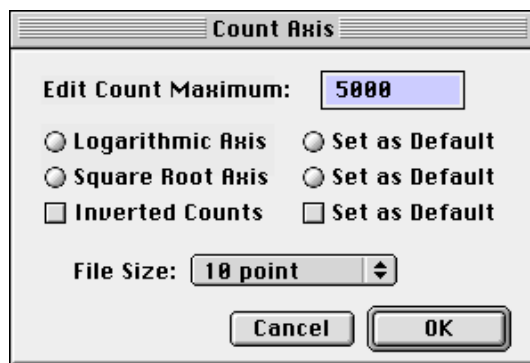 Count Axis
Edit Count Maximum: 5000
Logarithmic Axis Set as Default
Square Root Axis Set as Default
Inverted Counts Set as Default
File Size: 10 point
Cancel OK